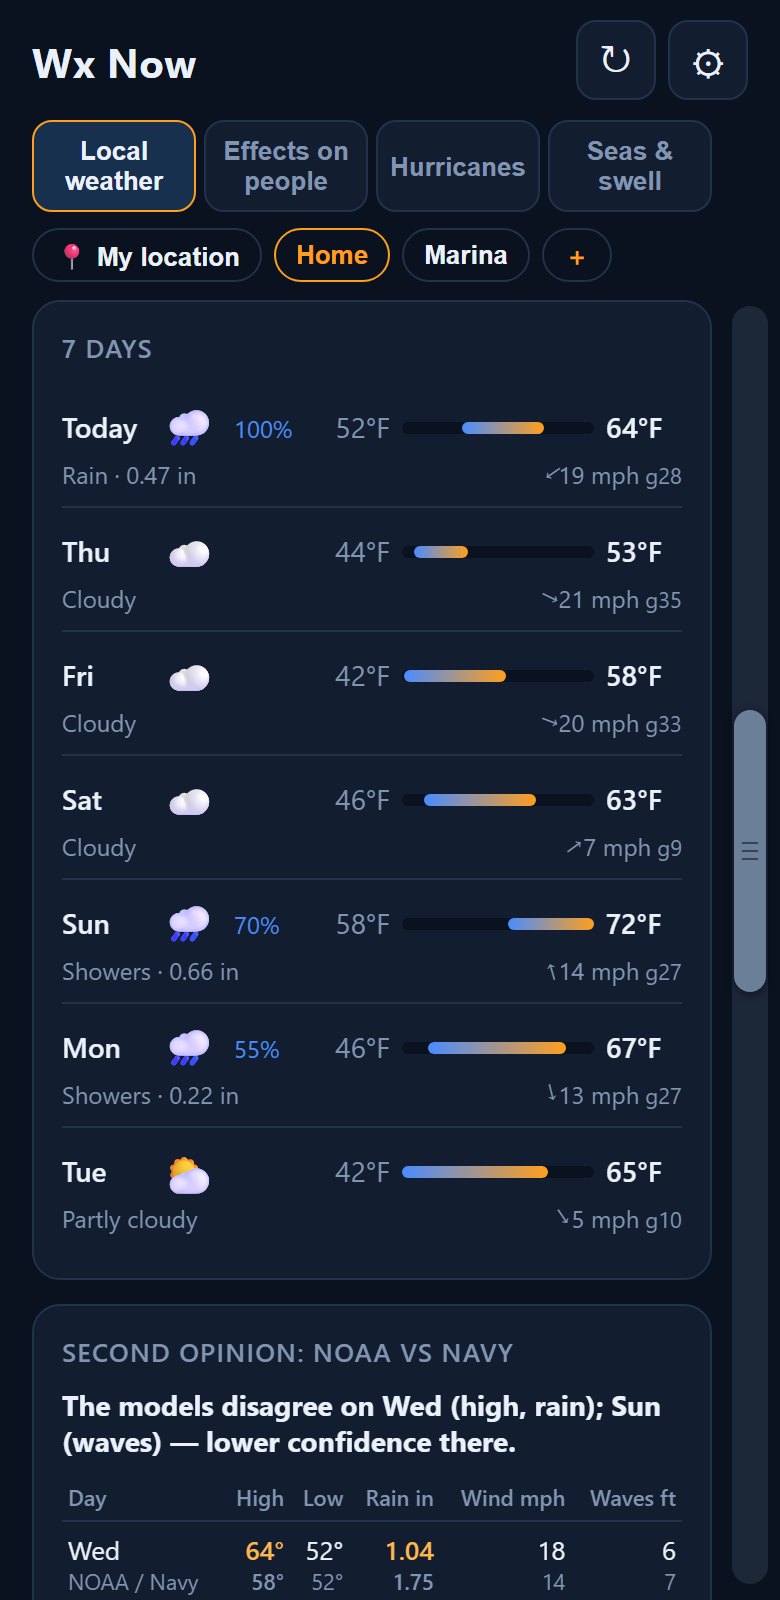 Wx Now
Local weather
Effects on people
Hurricanes
Seas & swell
My location
Home
Marina
+
7 DAYS
Today 100% 52°F 64°F
Rain · 0.47 in ↙19 mph g28
Thu 44°F 53°F
Cloudy ↘21 mph g35
Fri 42°F 58°F
Cloudy ↘20 mph g33
Sat 46°F 63°F
Cloudy ↗7 mph g9
Sun 70% 58°F 72°F
Showers · 0.66 in ↑14 mph g27
Mon 55% 46°F 67°F
Showers · 0.22 in ↓13 mph g27
Tue 42°F 65°F
Partly cloudy ↘5 mph g10
SECOND OPINION: NOAA VS NAVY
The models disagree on Wed (high, rain); Sun
(waves) — lower confidence there.
Day High Low Rain in Wind mph Waves ft
Wed 64° 52° 1.04 18 6
NOAA / Navy 58° 52° 1.75 14 7